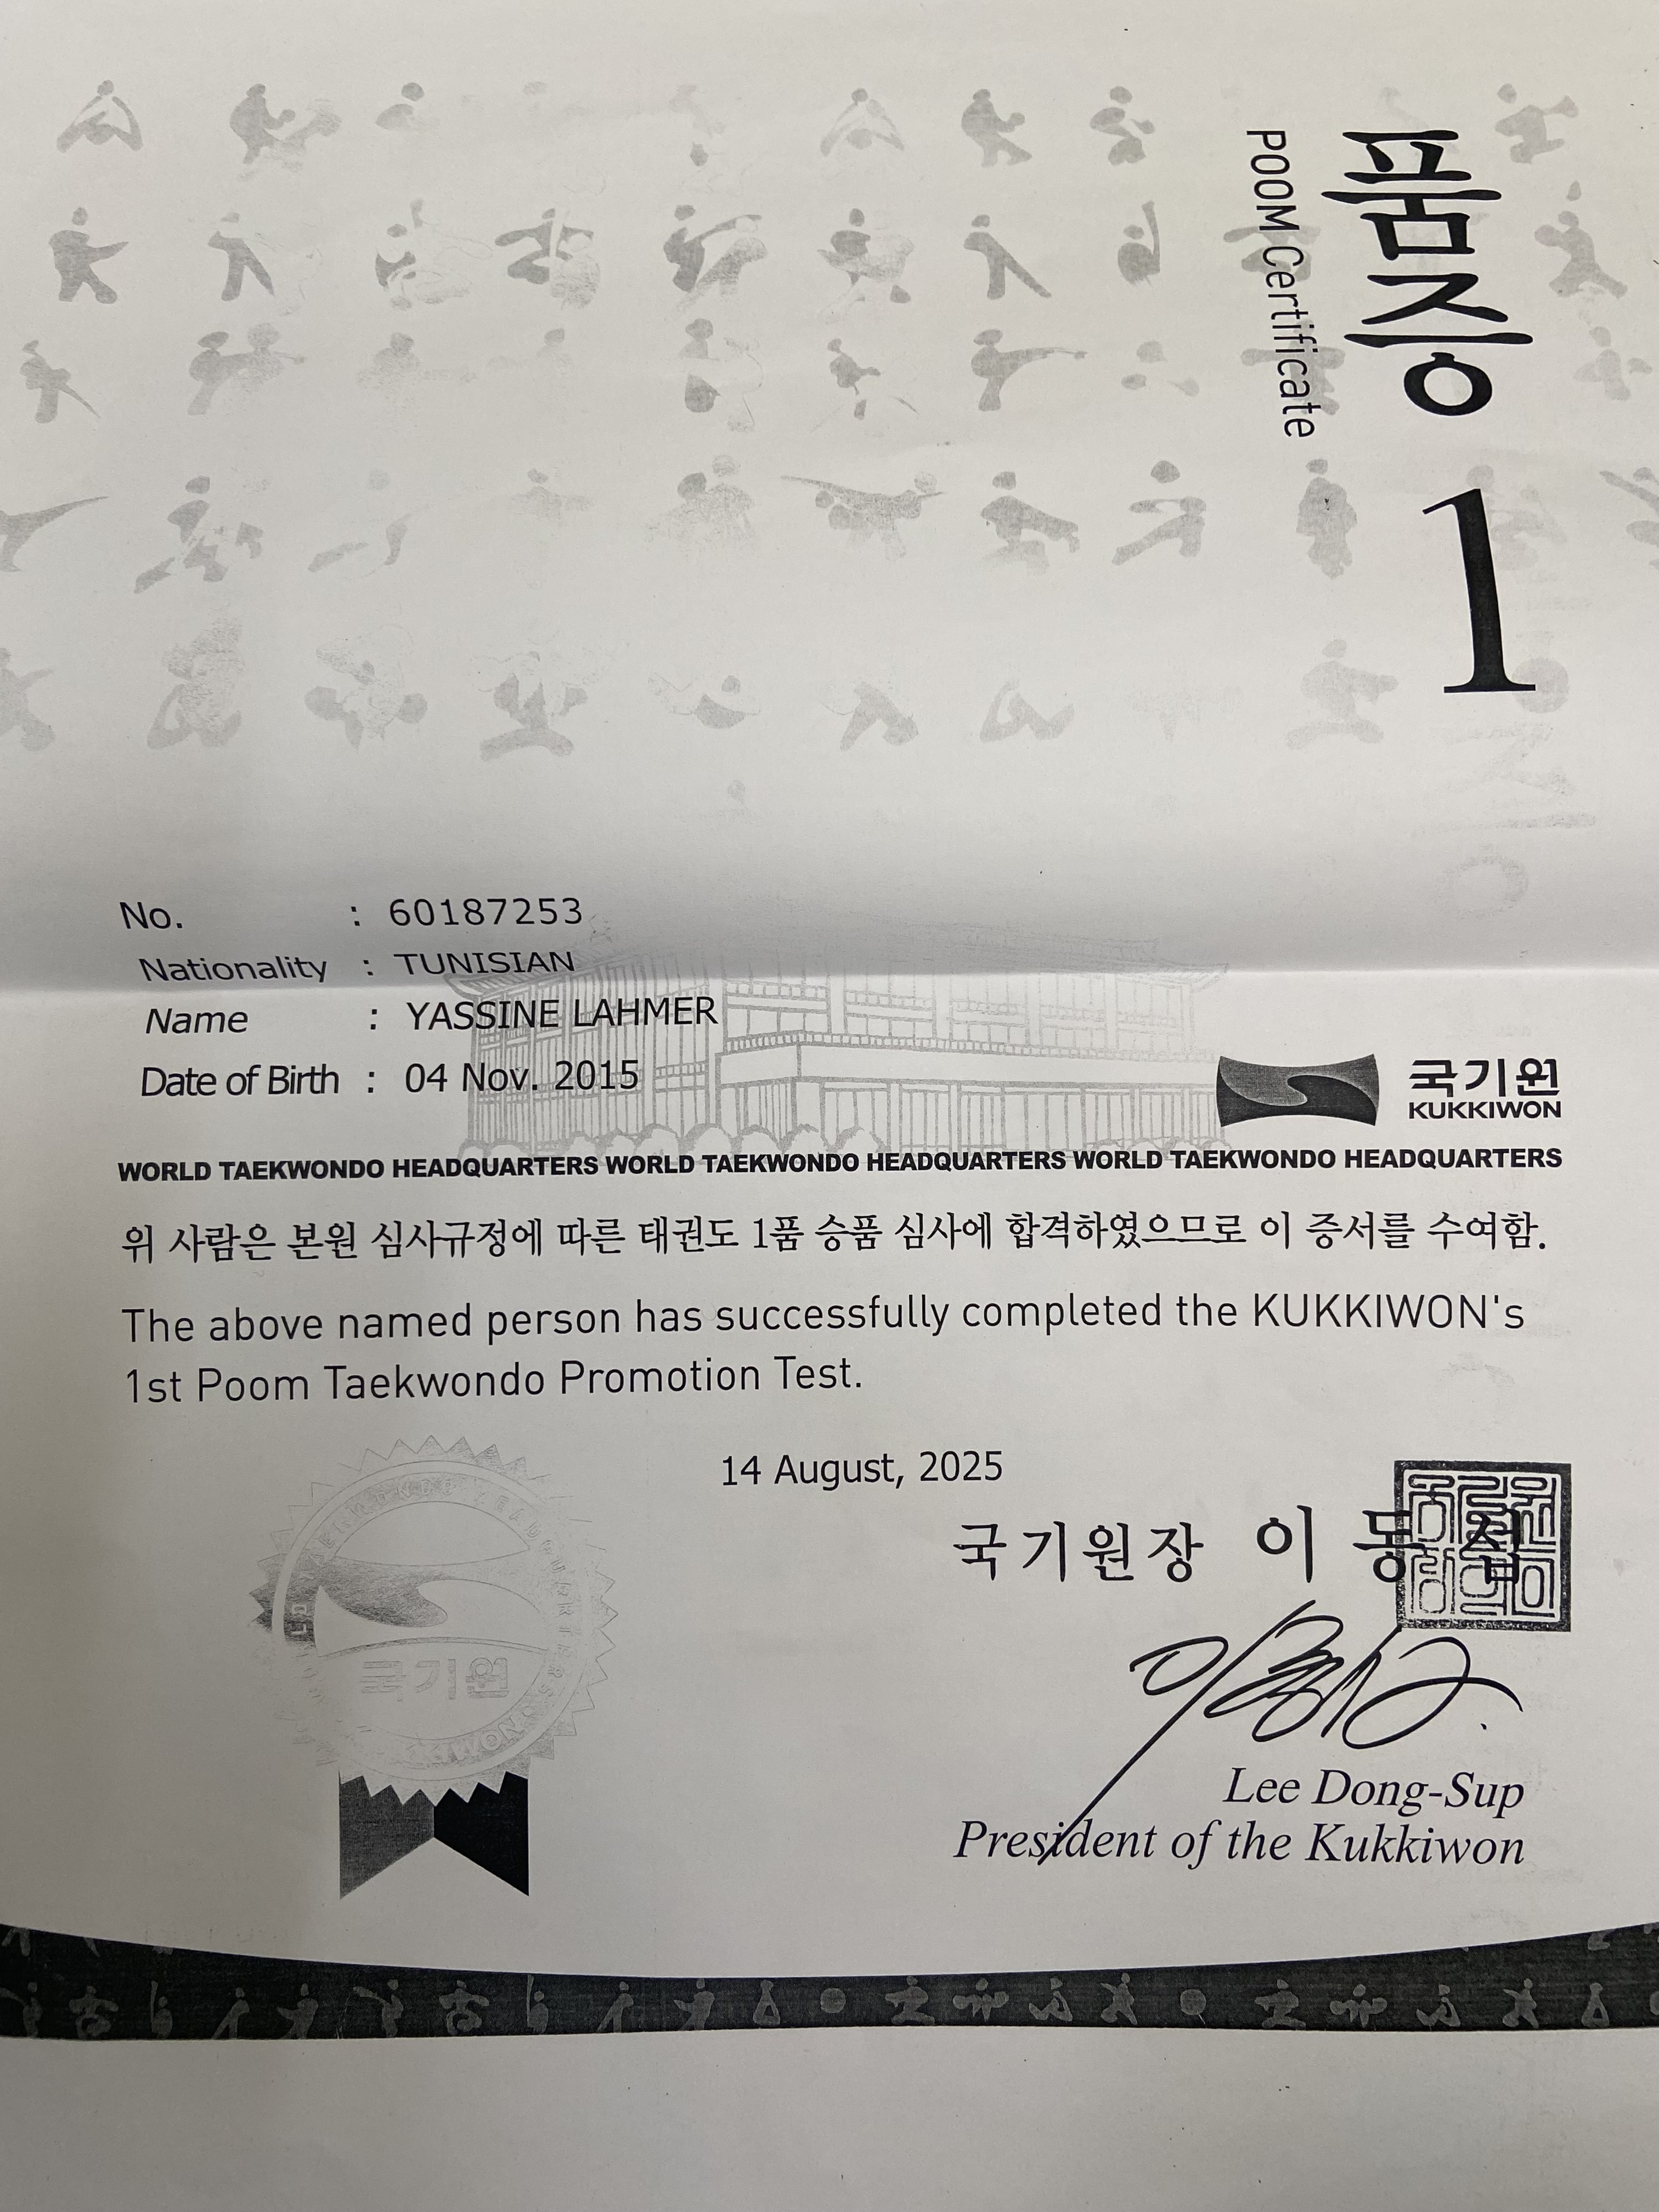 품증
POOM Certificate
1
No. : 60187253
Nationality : TUNISIAN
Name : YASSINE LAHMER
Date of Birth : 04 Nov. 2015
국기원
KUKKIWON
WORLD TAEKWONDO HEADQUARTERS WORLD TAEKWONDO HEADQUARTERS WORLD TAEKWONDO HEADQUARTERS
위 사람은 본원 심사규정에 따른 태권도 1품 승품 심사에 합격하였으므로 이 증서를 수여함.
The above named person has successfully completed the KUKKIWON's
1st Poom Taekwondo Promotion Test.
14 August, 2025
국기원장 이 동 섭
국기원
Lee Dong-Sup
President of the Kukkiwon